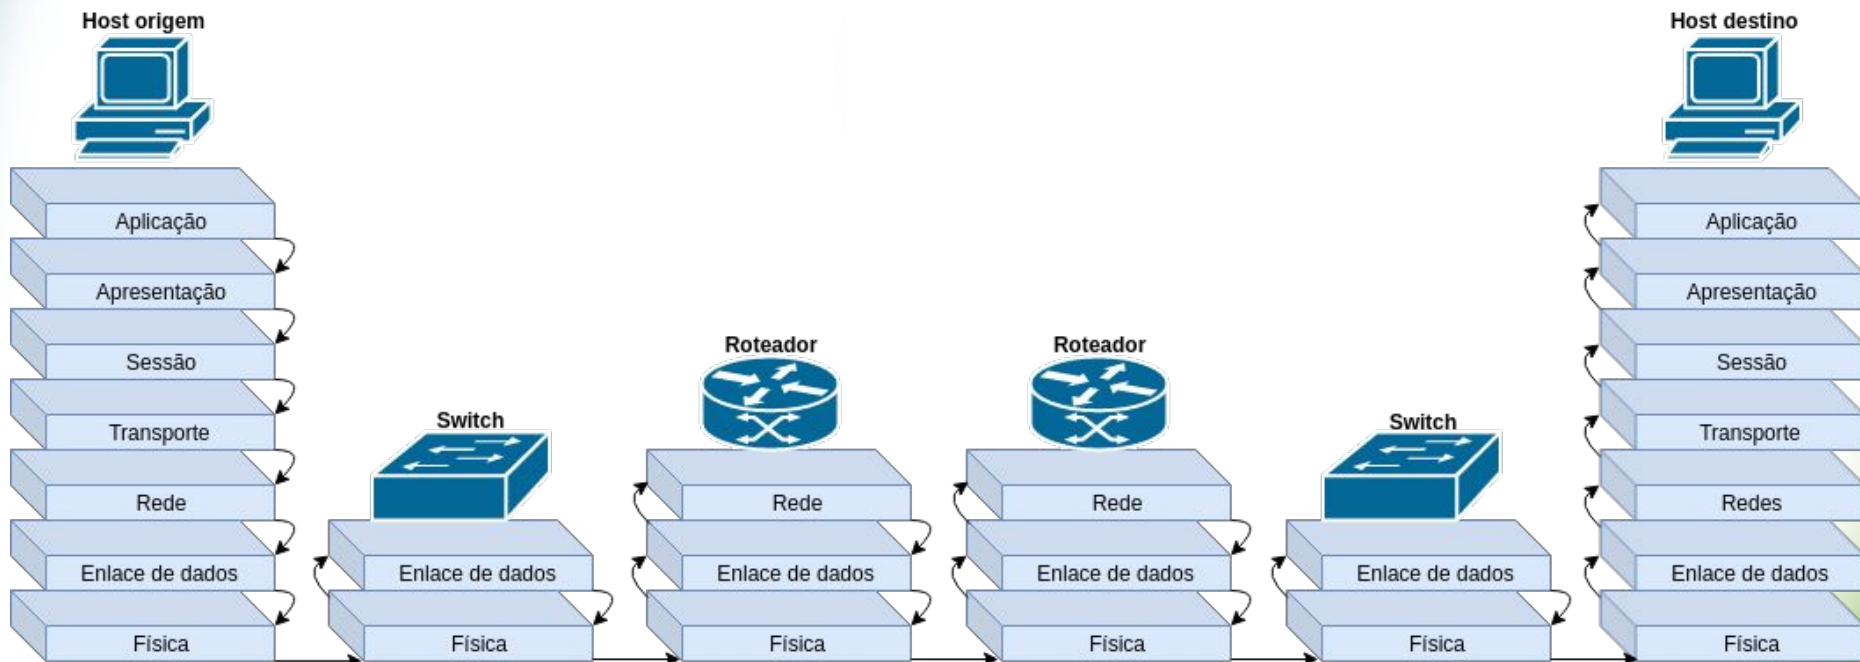 Host origem
Host destino
Aplicação
Apresentação
Sessão
Transporte
Rede
Enlace de dados
Física
Switch
Enlace de dados
Física
Roteador
Rede
Enlace de dados
Física
Roteador
Rede
Enlace de dados
Física
Switch
Enlace de dados
Física
Aplicação
Apresentação
Sessão
Transporte
Redes
Enlace de dados
Física